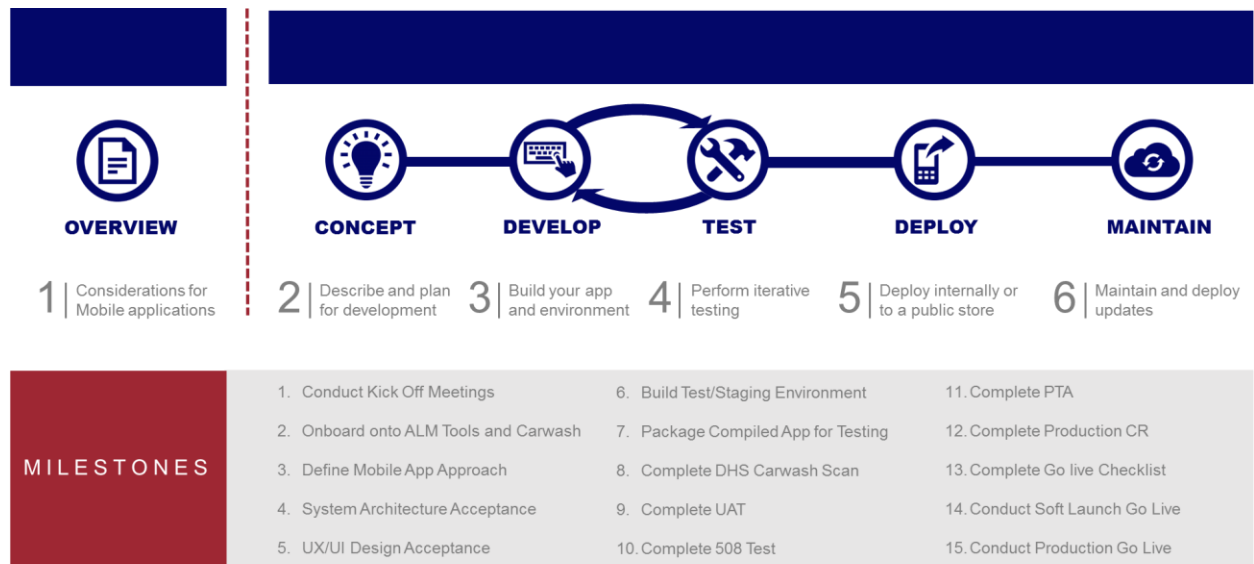 OVERVIEW
CONCEPT
DEVELOP
TEST
DEPLOY
MAINTAIN
1 Considerations for
Mobile applications
2 Describe and plan
for development
3 Build your app
and environment
4 Perform iterative
testing
5 Deploy internally or
to a public store
6 Maintain and deploy
updates
MILESTONES
1. Conduct Kick Off Meetings
2. Onboard onto ALM Tools and Carwash
3. Define Mobile App Approach
4. System Architecture Acceptance
5. UX/UI Design Acceptance
6. Build Test/Staging Environment
7. Package Compiled App for Testing
8. Complete DHS Carwash Scan
9. Complete UAT
10. Complete 508 Test
11. Complete PTA
12. Complete Production CR
13. Complete Go live Checklist
14. Conduct Soft Launch Go Live
15. Conduct Production Go Live